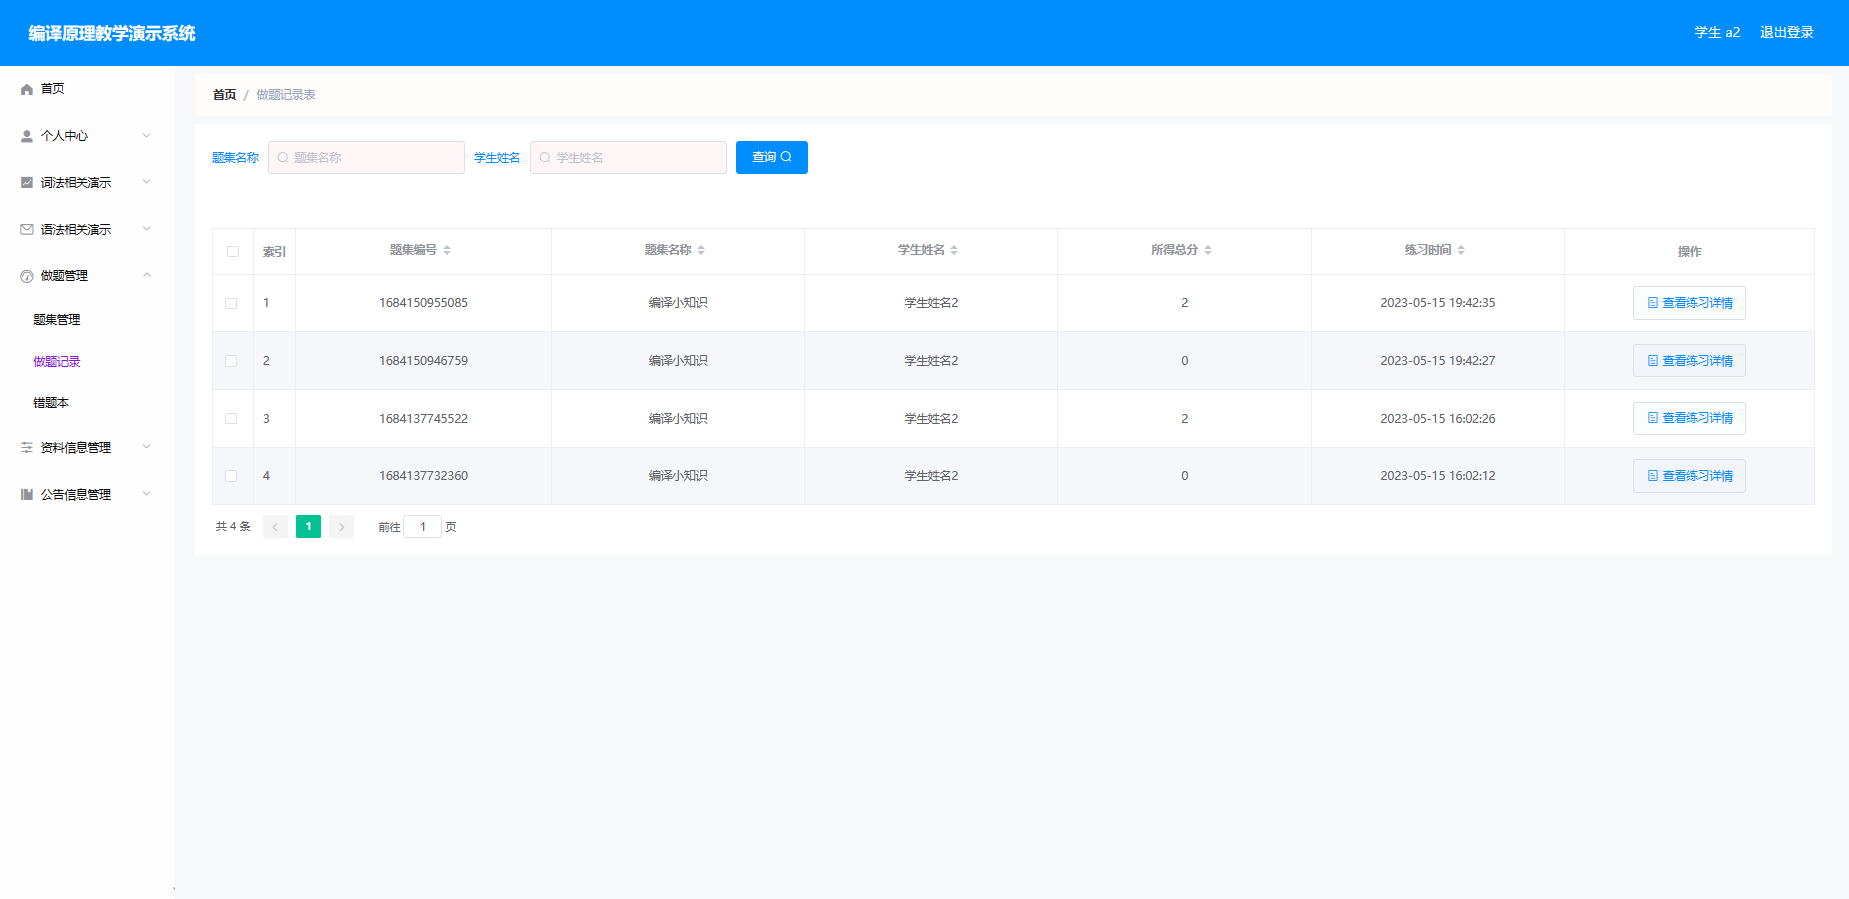 编译原理教学演示系统
学生 a2 退出登录
首页
个人中心
词法相关演示
语法相关演示
做题管理
题集管理
做题记录
错题本
资料信息管理
公告信息管理
首页 / 做题记录表
题集名称 题集名称 学生姓名 学生姓名 查询
索引 题集编号 题集名称 学生姓名 所得总分 练习时间 操作
1 1684150955085 编译小知识 学生姓名2 2 2023-05-15 19:42:35 查看练习详情
2 1684150946759 编译小知识 学生姓名2 0 2023-05-15 19:42:27 查看练习详情
3 1684137745522 编译小知识 学生姓名2 2 2023-05-15 16:02:26 查看练习详情
4 1684137732360 编译小知识 学生姓名2 0 2023-05-15 16:02:12 查看练习详情
共 4 条 1 前往 1 页